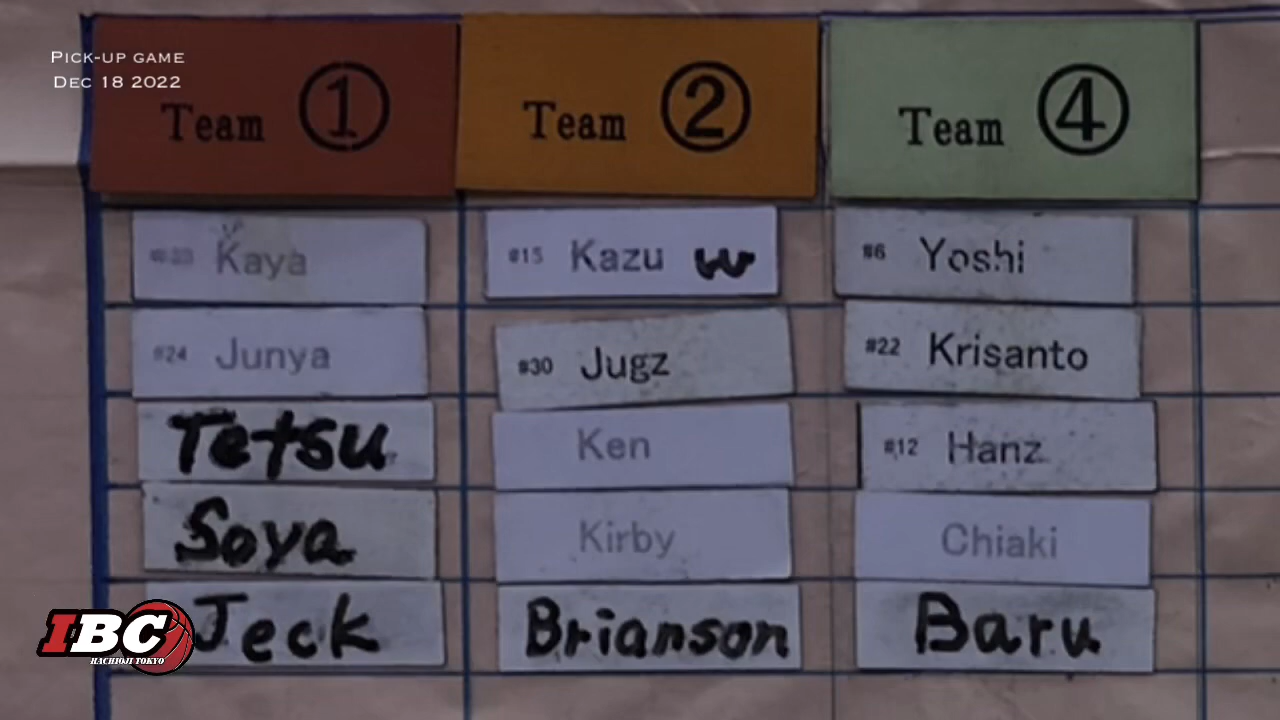 PICK-UP GAME
DEC 18 2022
Team ①
Team ②
Team ④
Kaya
#15 Kazu w
#6 Yoshi
#24 Junya
#30 Jugz
#22 Krisanto
Tetsu
Ken
#12 Hanz
Soya
Kirby
Chiaki
Jeck
Brianson
Baru
IBC
HACHIOJI TOKYO